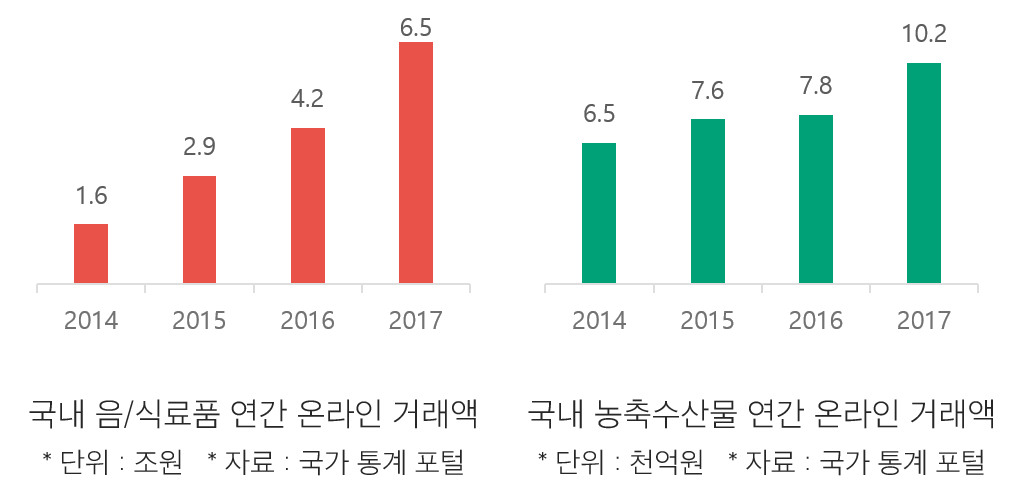 1.6
2.9
4.2
6.5
2014 2015 2016 2017
국내 음/식료품 연간 온라인 거래액
* 단위 : 조원 * 자료 : 국가 통계 포털
6.5
7.6
7.8
10.2
2014 2015 2016 2017
국내 농축수산물 연간 온라인 거래액
* 단위 : 천억원 * 자료 : 국가 통계 포털